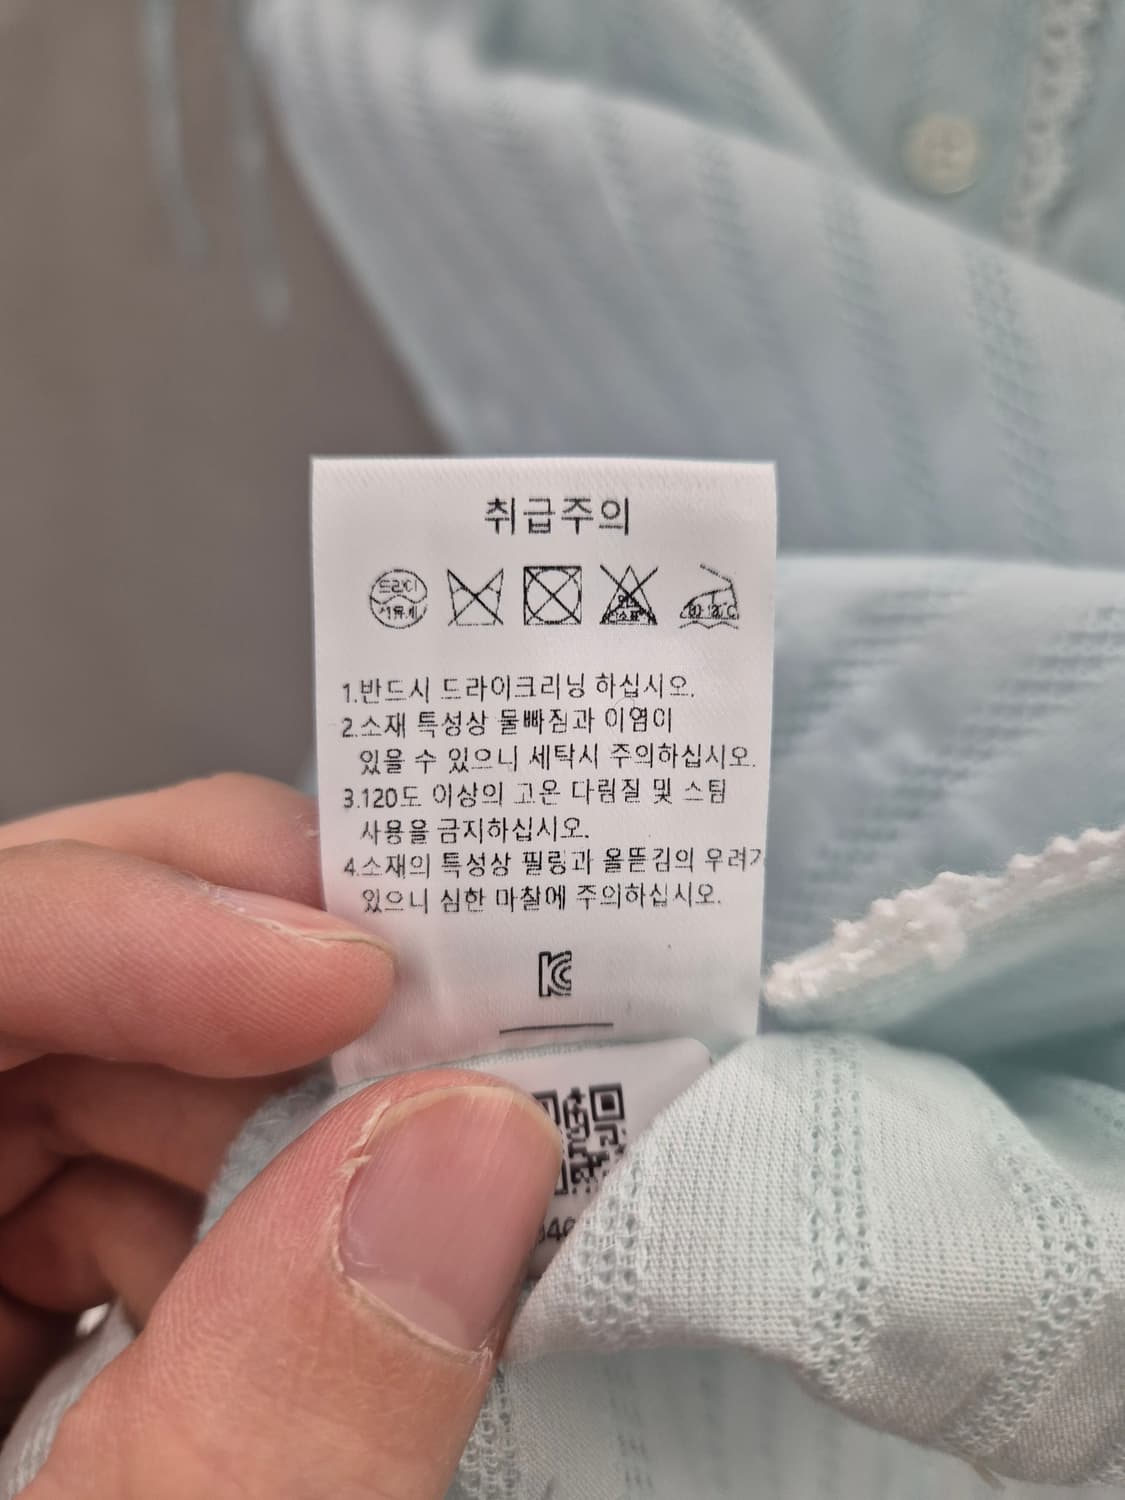 취급주의
드라이
석유계
염소표
1.반드시 드라이크리닝 하십시오.
2.소재 특성상 물빠짐과 이염이
있을 수 있으니 세탁시 주의하십시오.
3.120도 이상의 고온 다림질 및 스팀
사용을 금지하십시오.
4.소재의 특성상 필링과 올뜯김의 우려가
있으니 심한 마찰에 주의하십시오.
KC